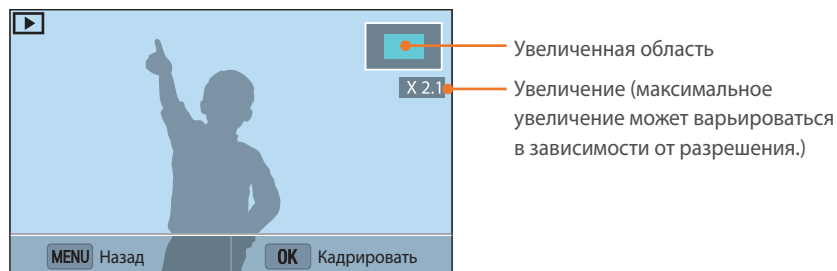 Увеличенная область
X 2.1
Увеличение (максимальное
увеличение может варьироваться
в зависимости от разрешения.)
MENU Назад
OK Кадрировать